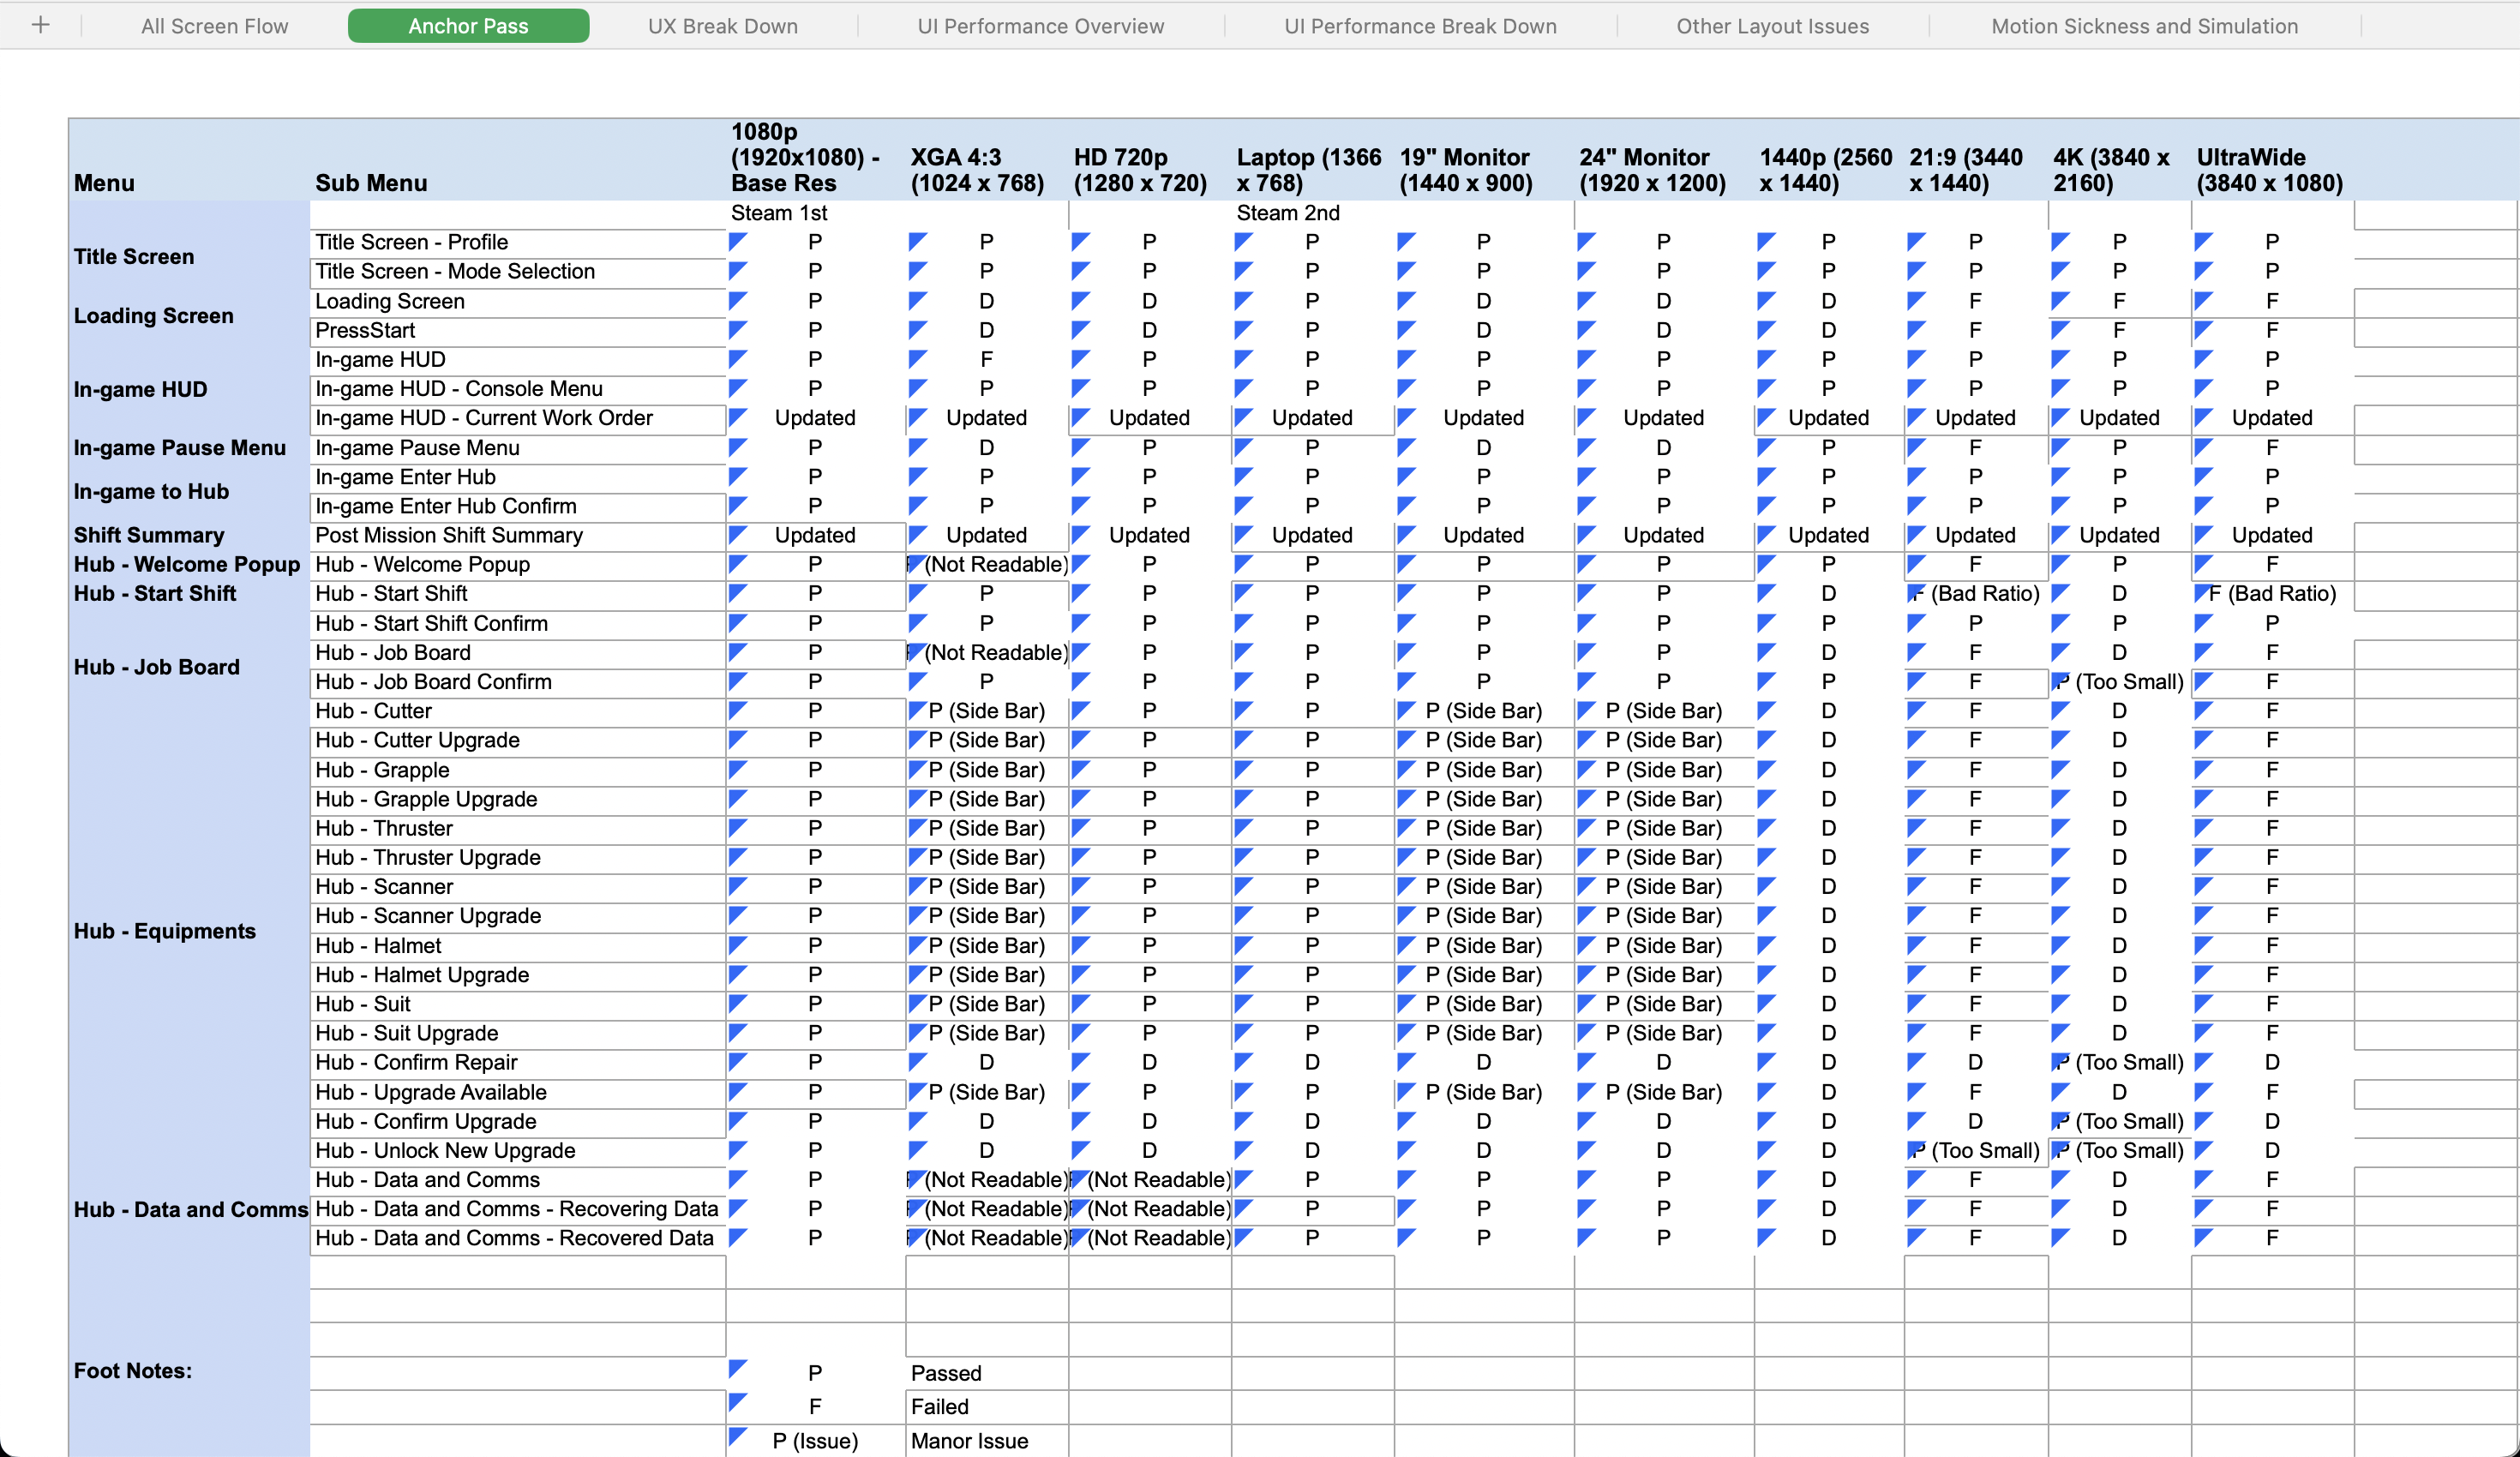 + All Screen Flow Anchor Pass UX Break Down UI Performance Overview UI Performance Break Down Other Layout Issues Motion Sickness and Simulation
Menu Sub Menu 1080p (1920x1080) - Base Res XGA 4:3 (1024 x 768) HD 720p (1280 x 720) Laptop (1366 x 768) 19" Monitor (1440 x 900) 24" Monitor (1920 x 1200) 1440p (2560 x 1440) 21:9 (3440 x 1440) 4K (3840 x 2160) UltraWide (3840 x 1080)
Steam 1st Steam 2nd
Title Screen
Title Screen - Profile P P P P P P P P P P
Title Screen - Mode Selection P P P P P P P P P P
Loading Screen
Loading Screen P D D P D D D F F F
PressStart P D D P D D D F F F
In-game HUD
In-game HUD P F P P P P P P P P
In-game HUD - Console Menu P P P P P P P P P P
In-game HUD - Current Work Order Updated Updated Updated Updated Updated Updated Updated Updated Updated Updated
In-game Pause Menu In-game Pause Menu P D P P D D P F P F
In-game to Hub
In-game Enter Hub P P P P P P P P P P
In-game Enter Hub Confirm P P P P P P P P P P
Shift Summary Post Mission Shift Summary Updated Updated Updated Updated Updated Updated Updated Updated Updated Updated
Hub - Welcome Popup Hub - Welcome Popup P (Not Readable) P P P P P F P F
Hub - Start Shift Hub - Start Shift P P P P P P D F (Bad Ratio) D F (Bad Ratio)
Hub - Start Shift Confirm P P P P P P P P P P
Hub - Job Board
Hub - Job Board P (Not Readable) P P P P D F D F
Hub - Job Board Confirm P P P P P P P F P (Too Small) F
Hub - Equipments
Hub - Cutter P P (Side Bar) P P P (Side Bar) P (Side Bar) D F D F
Hub - Cutter Upgrade P P (Side Bar) P P P (Side Bar) P (Side Bar) D F D F
Hub - Grapple P P (Side Bar) P P P (Side Bar) P (Side Bar) D F D F
Hub - Grapple Upgrade P P (Side Bar) P P P (Side Bar) P (Side Bar) D F D F
Hub - Thruster P P (Side Bar) P P P (Side Bar) P (Side Bar) D F D F
Hub - Thruster Upgrade P P (Side Bar) P P P (Side Bar) P (Side Bar) D F D F
Hub - Scanner P P (Side Bar) P P P (Side Bar) P (Side Bar) D F D F
Hub - Scanner Upgrade P P (Side Bar) P P P (Side Bar) P (Side Bar) D F D F
Hub - Halmet P P (Side Bar) P P P (Side Bar) P (Side Bar) D F D F
Hub - Halmet Upgrade P P (Side Bar) P P P (Side Bar) P (Side Bar) D F D F
Hub - Suit P P (Side Bar) P P P (Side Bar) P (Side Bar) D F D F
Hub - Suit Upgrade P P (Side Bar) P P P (Side Bar) P (Side Bar) D F D F
Hub - Confirm Repair P D D D D D D D P (Too Small) D
Hub - Upgrade Available P P (Side Bar) P P P (Side Bar) P (Side Bar) D F D F
Hub - Confirm Upgrade P D D D D D D D P (Too Small) D
Hub - Unlock New Upgrade P D D D D D D P (Too Small) P (Too Small) D
Hub - Data and Comms
Hub - Data and Comms P (Not Readable) (Not Readable) P P P D F D F
Hub - Data and Comms - Recovering Data P (Not Readable) (Not Readable) P P P D F D F
Hub - Data and Comms - Recovered Data P (Not Readable) (Not Readable) P P P D F D F
Foot Notes: P Passed
F Failed
P (Issue) Manor Issue